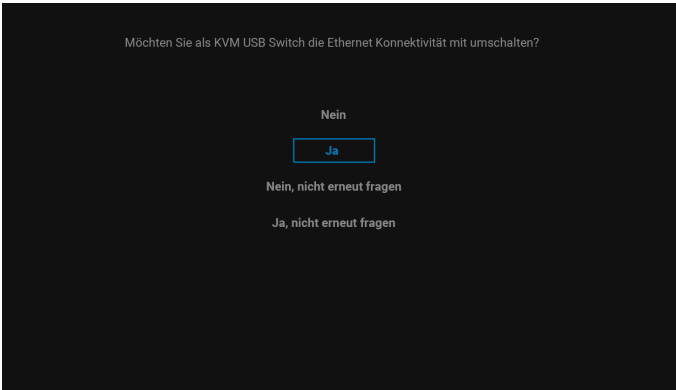 Möchten Sie als KVM USB Switch die Ethernet Konnektivität mit umschalten?
Nein
Ja
Nein, nicht erneut fragen
Ja, nicht erneut fragen